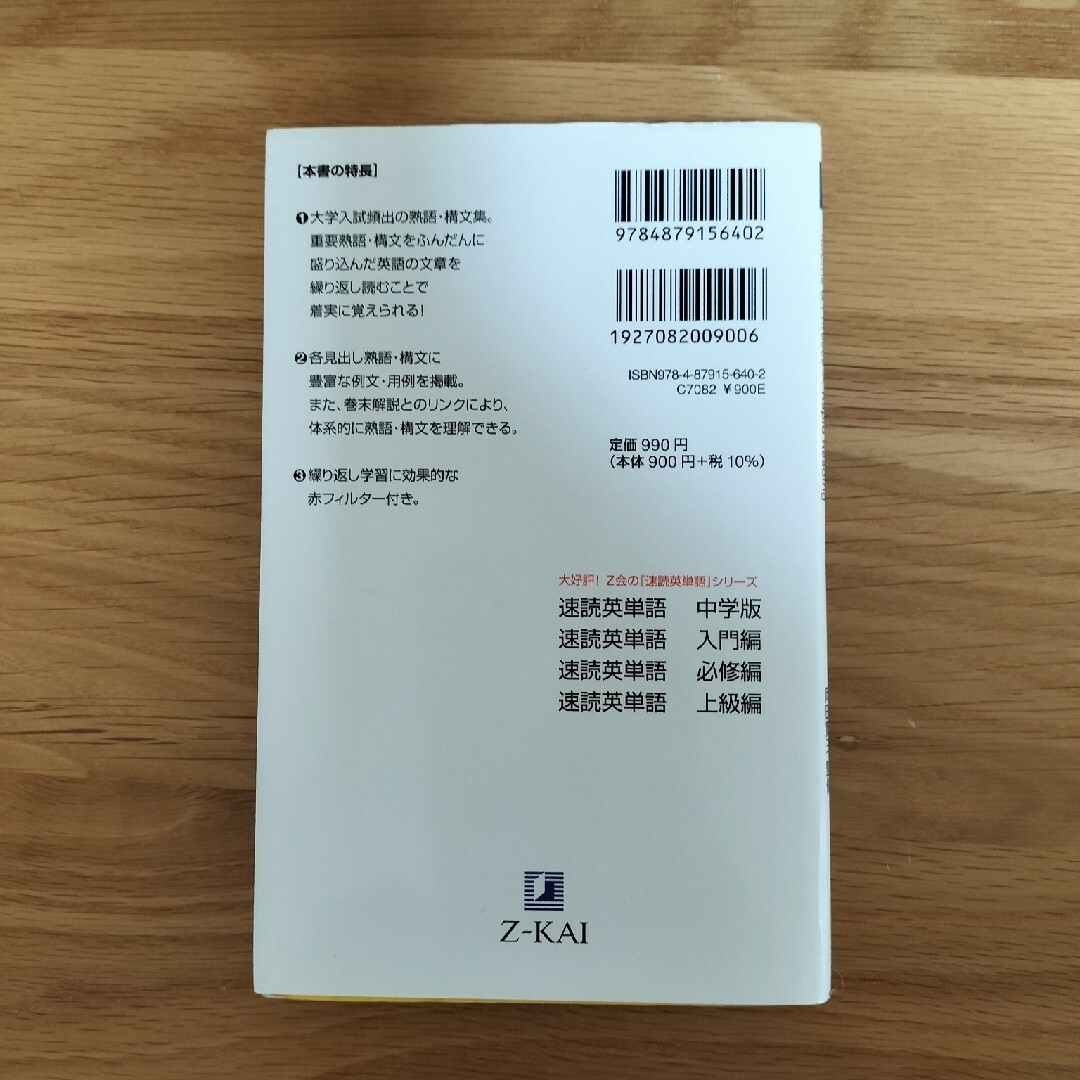 [本書の特長]
❶大学入試頻出の熟語・構文集。
重要熟語・構文をふんだんに
盛り込んだ英語の文章を
繰り返し読むことで
着実に覚えられる!
❷各見出し熟語・構文に
豊富な例文・用例を掲載。
また、巻末解説とのリンクにより、
体系的に熟語・構文を理解できる。
❸繰り返し学習に効果的な
赤フィルター付き。
9784879156402
1927082009006
ISBN978-4-87915-640-2
C7082 ¥900E
定価 990円
(本体 900円+税10%)
大好評! Z会の「速読英単語」シリーズ
速読英単語 中学版
速読英単語 入門編
速読英単語 必修編
速読英単語 上級編
Z-KAI